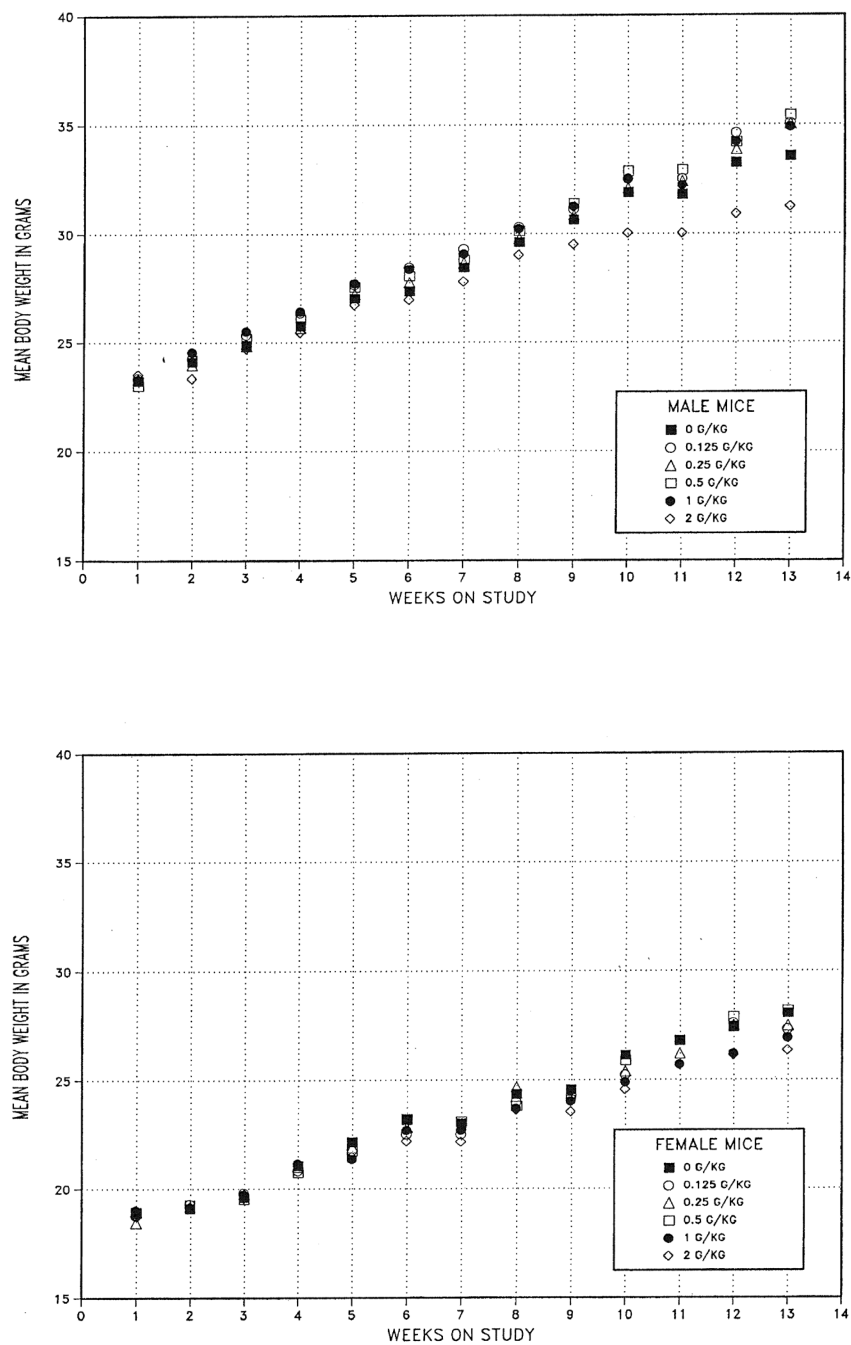 MEAN BODY WEIGHT IN GRAMS
40
35
30
25
20
15
MALE MICE
0 G/KG
0.125 G/KG
0.25 G/KG
0.5 G/KG
1 G/KG
2 G/KG
0 1 2 3 4 5 6 7 8 9 10 11 12 13 14
WEEKS ON STUDY
MEAN BODY WEIGHT IN GRAMS
40
35
30
25
20
15
FEMALE MICE
0 G/KG
0.125 G/KG
0.25 G/KG
0.5 G/KG
1 G/KG
2 G/KG
0 1 2 3 4 5 6 7 8 9 10 11 12 13 14
WEEKS ON STUDY